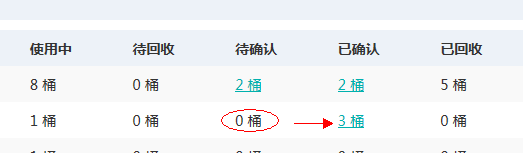 使用中 待回收 待确认 已确认 已回收
8 桶 0 桶 2 桶 2 桶 5 桶
1 桶 0 桶 0 桶 3 桶 0 桶